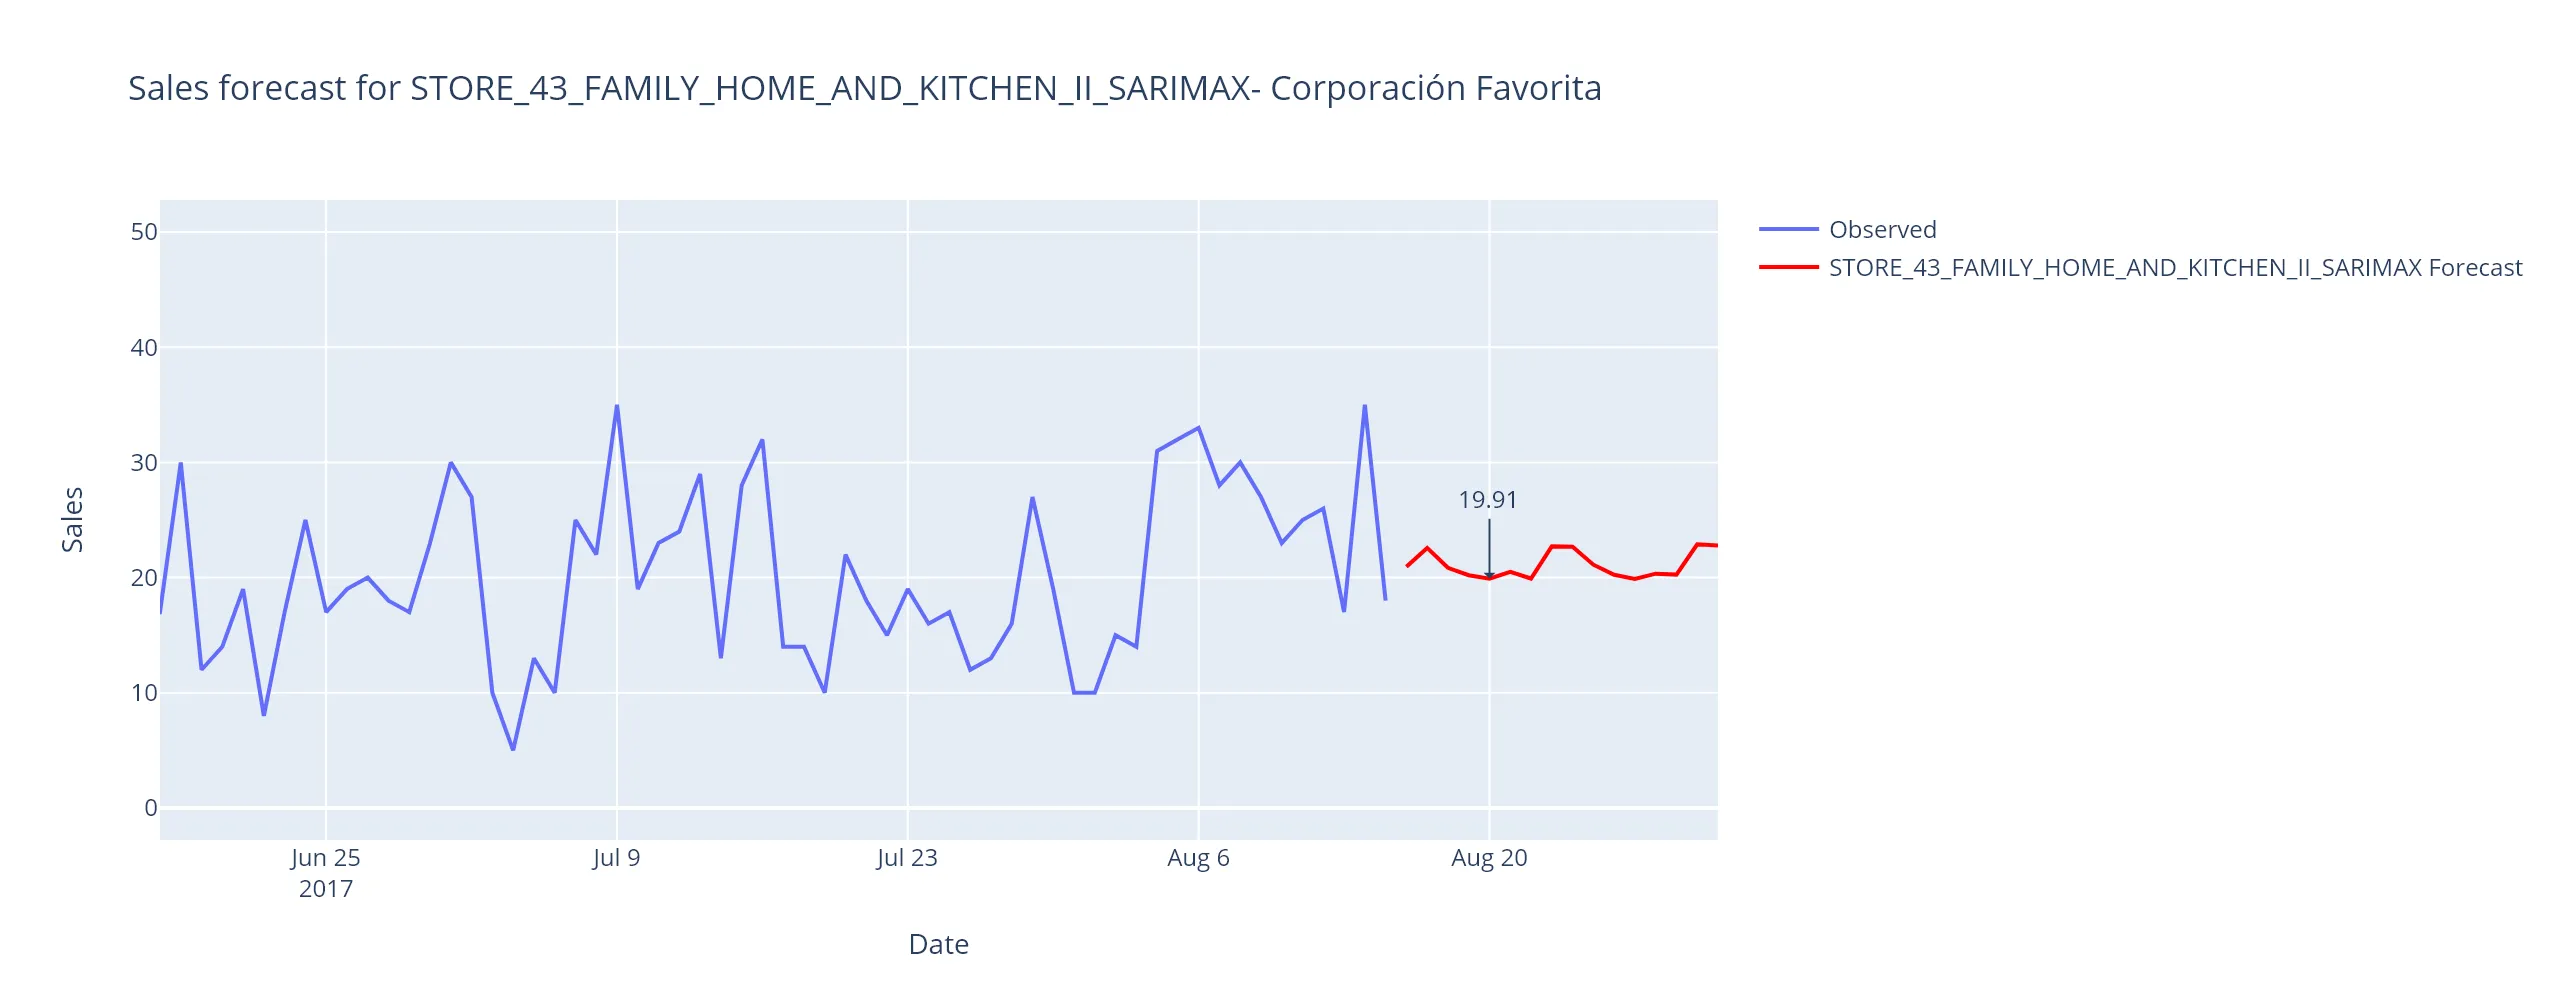 Sales forecast for STORE_43_FAMILY_HOME_AND_KITCHEN_II_SARIMAX- Corporación Favorita
Observed
STORE_43_FAMILY_HOME_AND_KITCHEN_II_SARIMAX Forecast
50
40
30
20
10
0
Sales
19.91
Jun 25
2017
Jul 9
Jul 23
Aug 6
Aug 20
Date